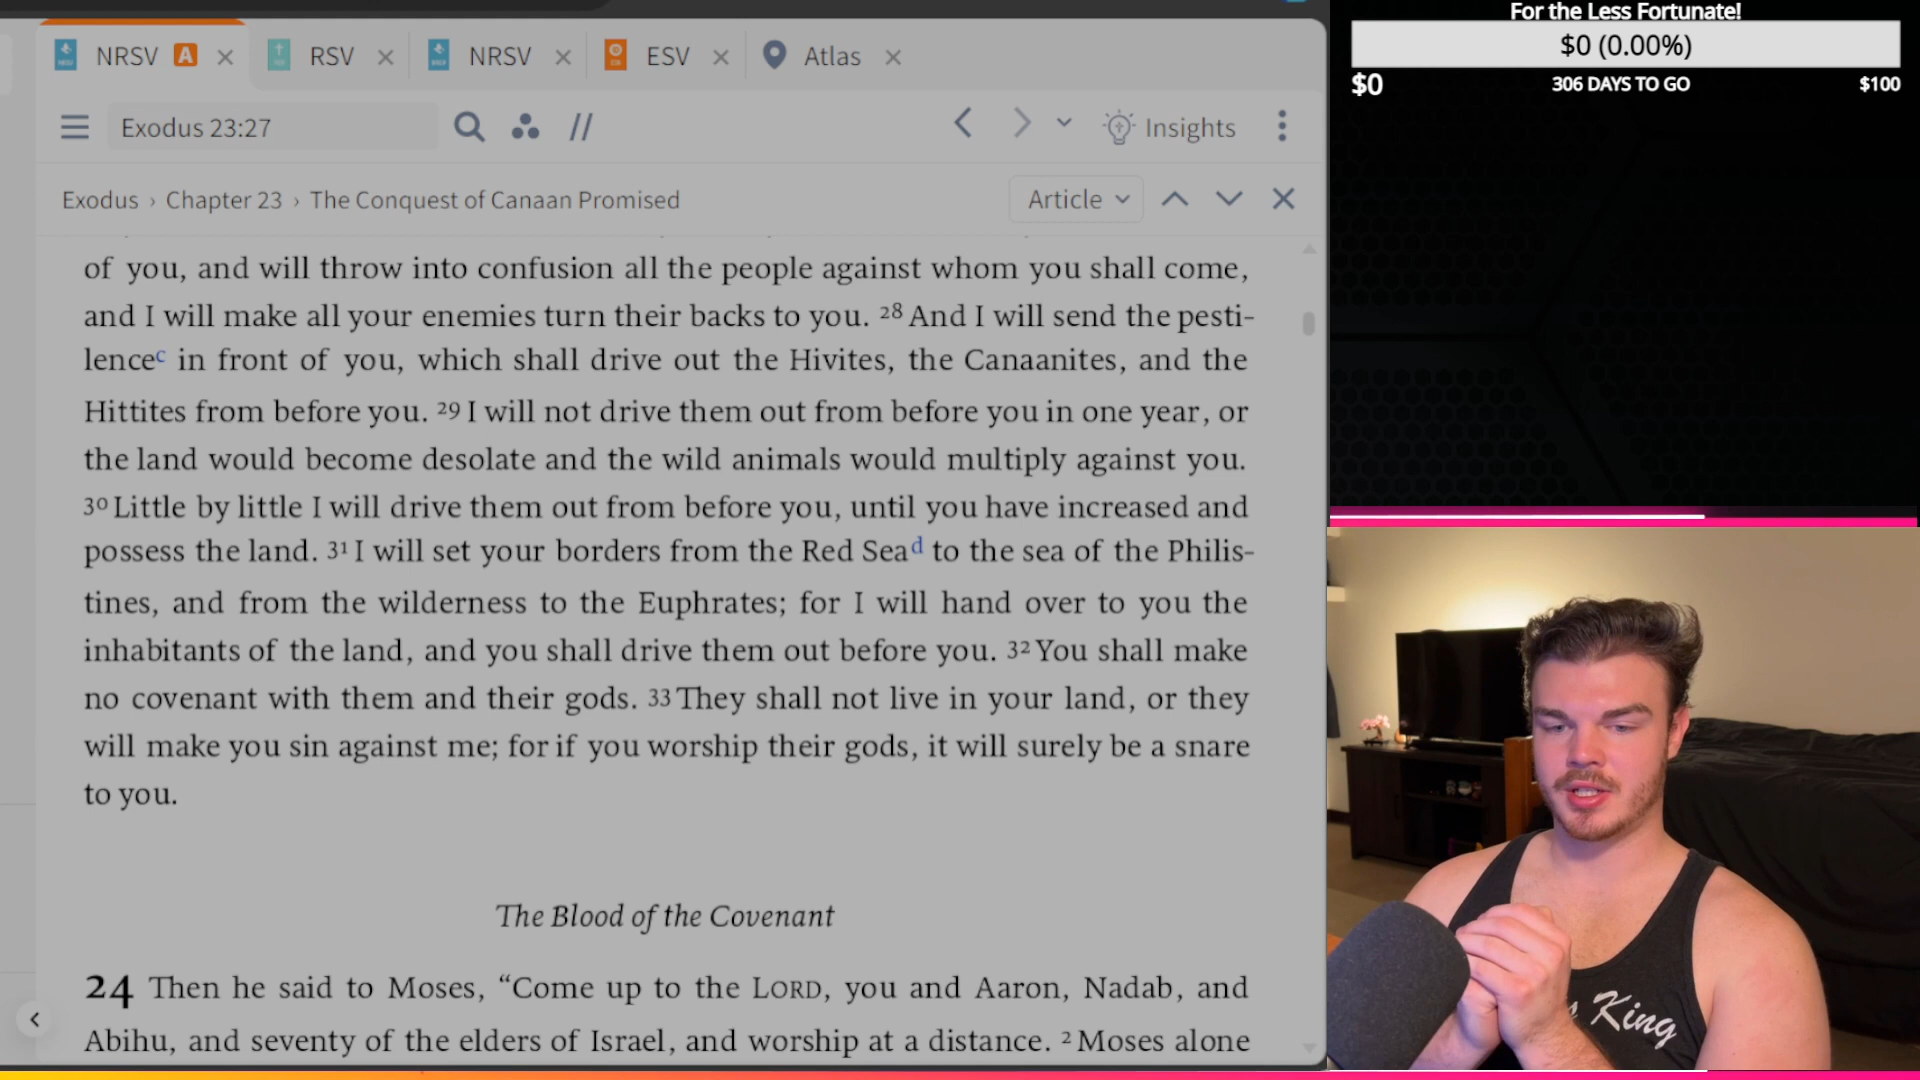 NRSV A × RSV × NRSV × ESV × Atlas ×
Exodus 23:27
Insights
Exodus › Chapter 23 › The Conquest of Canaan Promised
Article
of you, and will throw into confusion all the people against whom you shall come,
and I will make all your enemies turn their backs to you. 28 And I will send the pesti-
lencec in front of you, which shall drive out the Hivites, the Canaanites, and the
Hittites from before you. 29 I will not drive them out from before you in one year, or
the land would become desolate and the wild animals would multiply against you.
30 Little by little I will drive them out from before you, until you have increased and
possess the land. 31 I will set your borders from the Red Sead to the sea of the Philis-
tines, and from the wilderness to the Euphrates; for I will hand over to you the
inhabitants of the land, and you shall drive them out before you. 32 You shall make
no covenant with them and their gods. 33 They shall not live in your land, or they
will make you sin against me; for if you worship their gods, it will surely be a snare
to you.
The Blood of the Covenant
24 Then he said to Moses, “Come up to the LORD, you and Aaron, Nadab, and
Abihu, and seventy of the elders of Israel, and worship at a distance. 2 Moses alone
For the Less Fortunate!
$0 (0.00%)
$0 306 DAYS TO GO $100
King